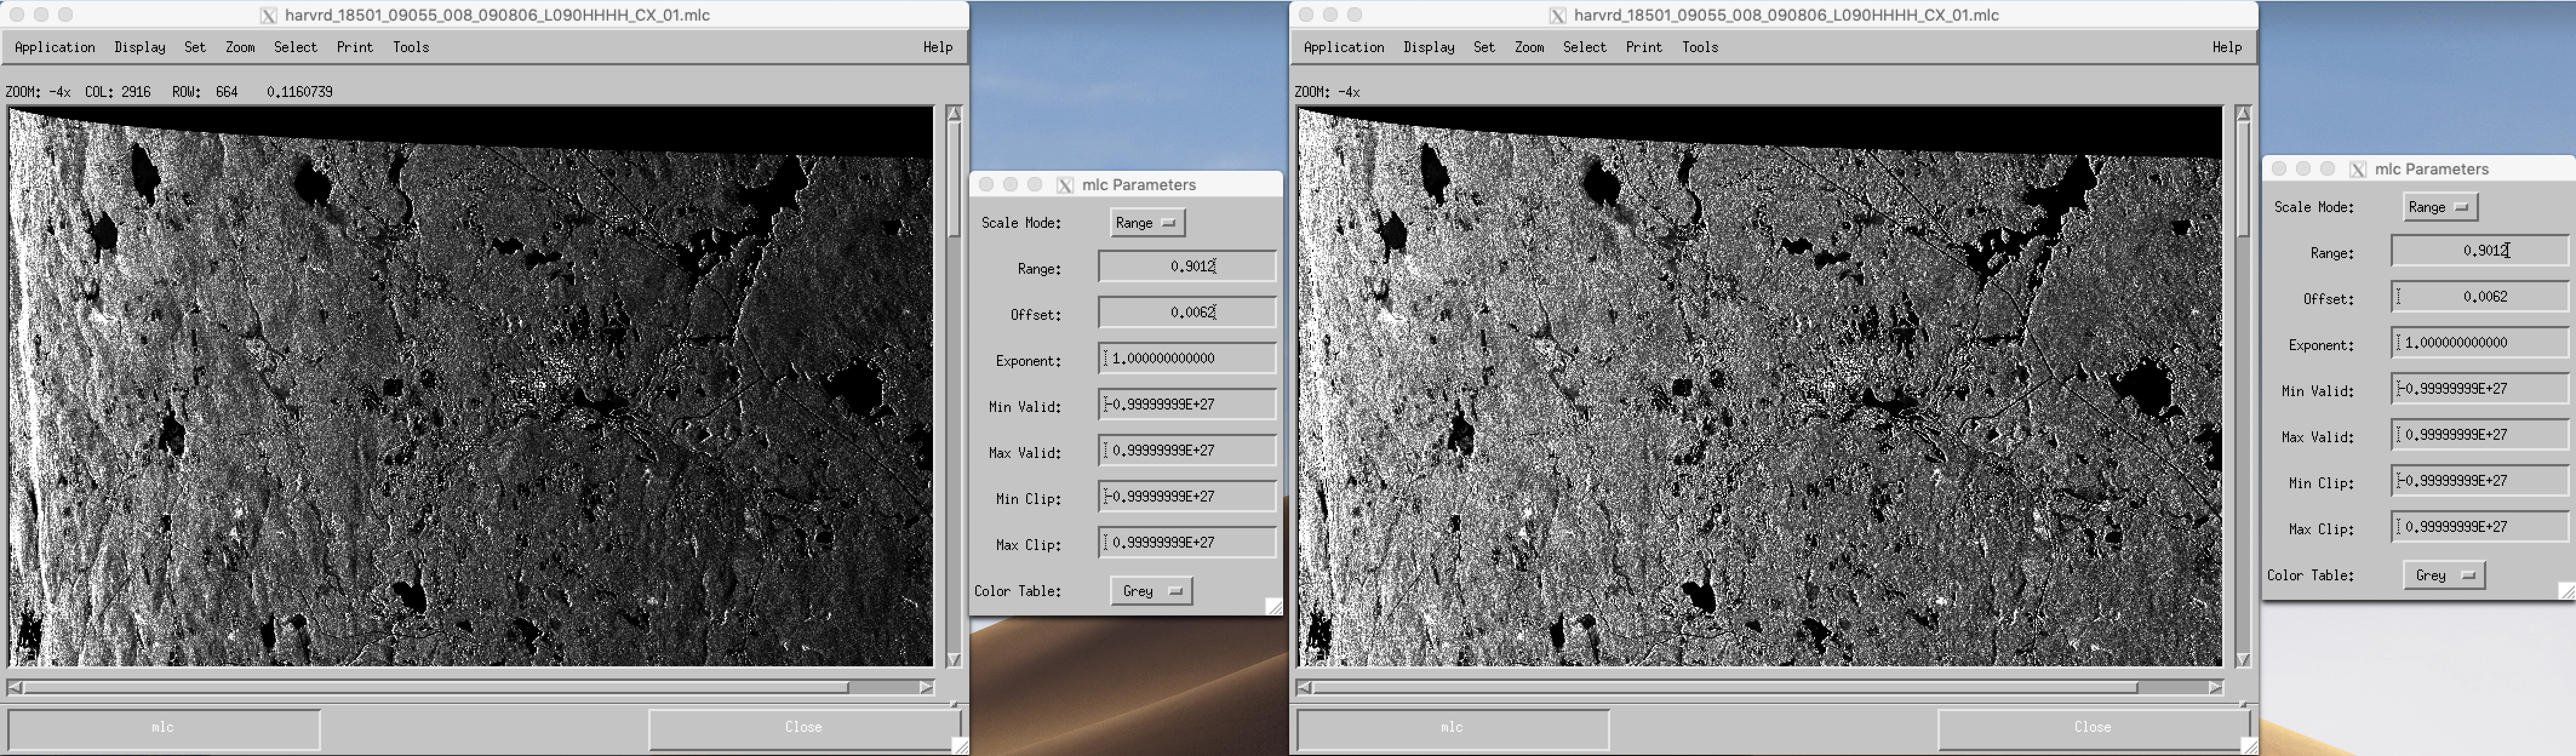 harvrd_18501_09055_008_090806_L090HHHH_CX_01.mlc
Application Display Set Zoom Select Print Tools Help
ZOOM: -4x COL: 2916 ROW: 664 0.1160739
mlc Close
mlc Parameters
Scale Mode: Range
Range: 0.9012
Offset: 0.0062
Exponent: 1.000000000000
Min Valid: -0.99999999E+27
Max Valid: 0.99999999E+27
Min Clip: -0.99999999E+27
Max Clip: 0.99999999E+27
Color Table: Grey
harvrd_18501_09055_008_090806_L090HHHH_CX_01.mlc
Application Display Set Zoom Select Print Tools Help
ZOOM: -4x
mlc Close
mlc Parameters
Scale Mode: Range
Range: 0.9012
Offset: 0.0062
Exponent: 1.000000000000
Min Valid: -0.99999999E+27
Max Valid: 0.99999999E+27
Min Clip: -0.99999999E+27
Max Clip: 0.99999999E+27
Color Table: Grey